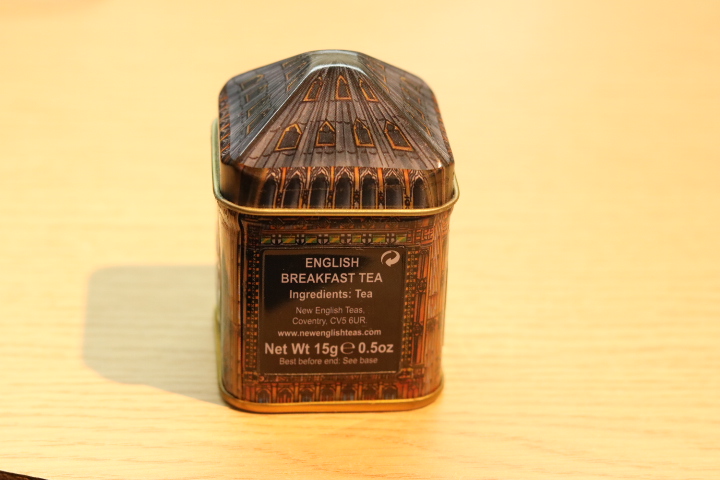 ENGLISH
BREAKFAST TEA
Ingredients: Tea
New English Teas,
Coventry, CV5 6UR.
www.newenglishteas.com
Net Wt 15g ℮ 0.5oz
Best before end: See base